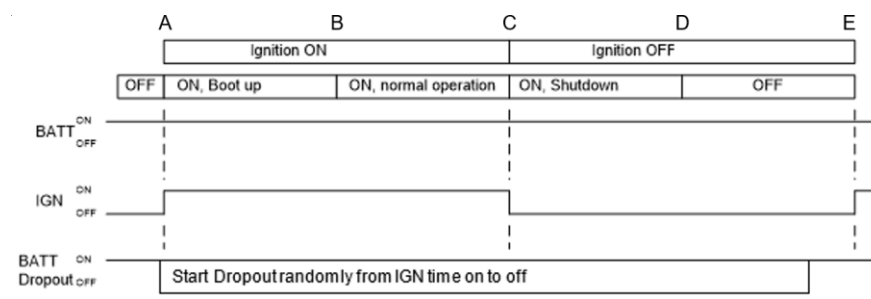 A B C D E
Ignition ON Ignition OFF
OFF ON, Boot up ON, normal operation ON, Shutdown OFF
BATT ON
OFF
IGN ON
OFF
BATT ON
Dropout OFF Start Dropout randomly from IGN time on to off